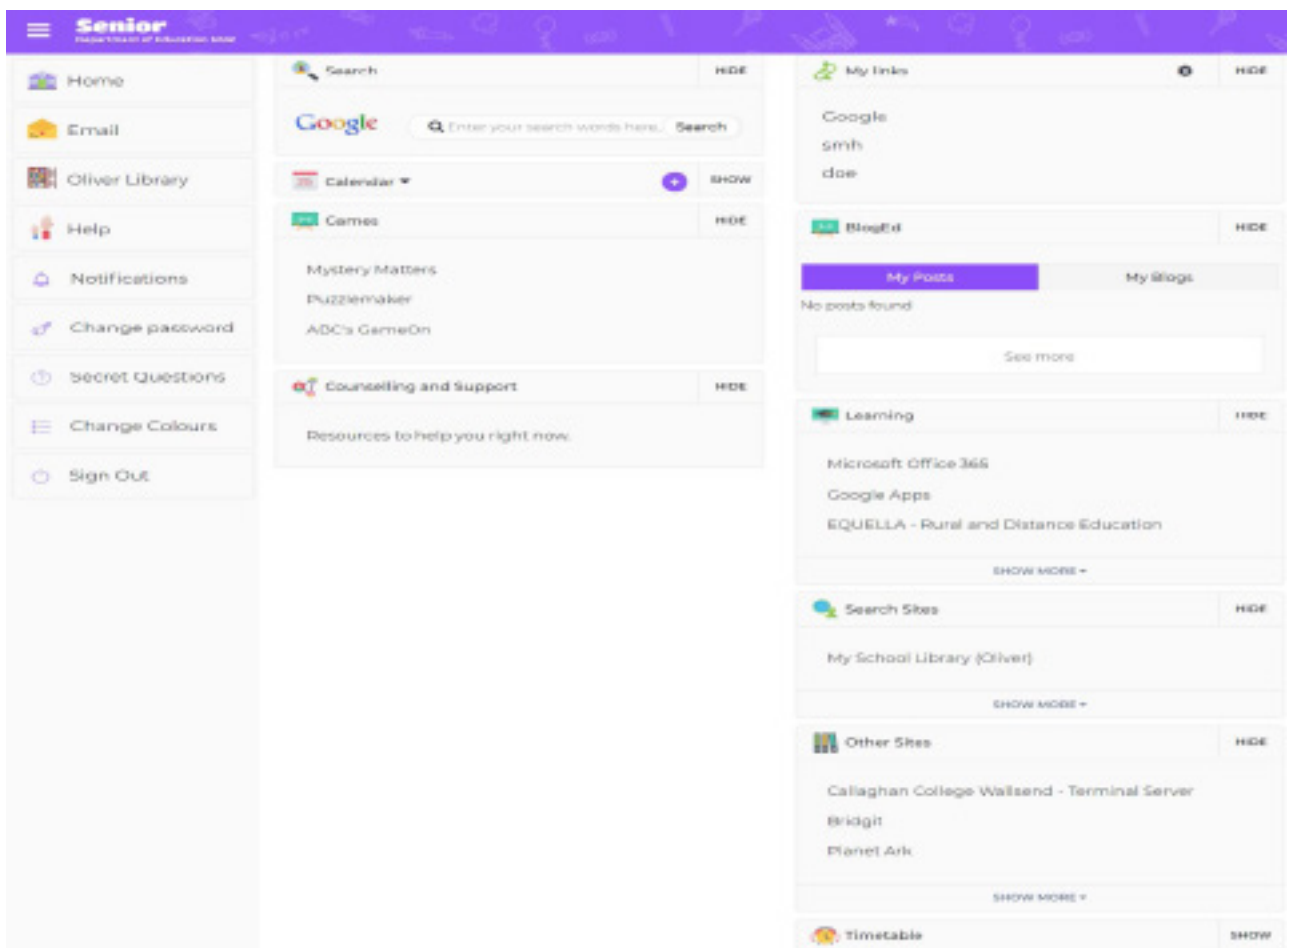 Senior
Department of Education NSW
Home
Email
Oliver Library
Help
Notifications
Change password
Secret Questions
Change Colours
Sign Out
Search HIDE
Google Enter your search words here. Search
Calendar SHOW
Games HIDE
Mystery Matters
Puzzlemaker
ABC's GameOn
Counselling and Support HIDE
Resources to help you right now.
My links HIDE
Google
smh
doe
BlogEd HIDE
My Posts My Blogs
No posts found
See more
Learning HIDE
Microsoft Office 365
Google Apps
EQUELLA - Rural and Distance Education
SHOW MORE
Search Sites HIDE
My School Library (Oliver)
SHOW MORE
Other Sites HIDE
Callaghan College Wallsend - Terminal Server
Bridgit
Planet Ark
SHOW MORE
Timetable SHOW